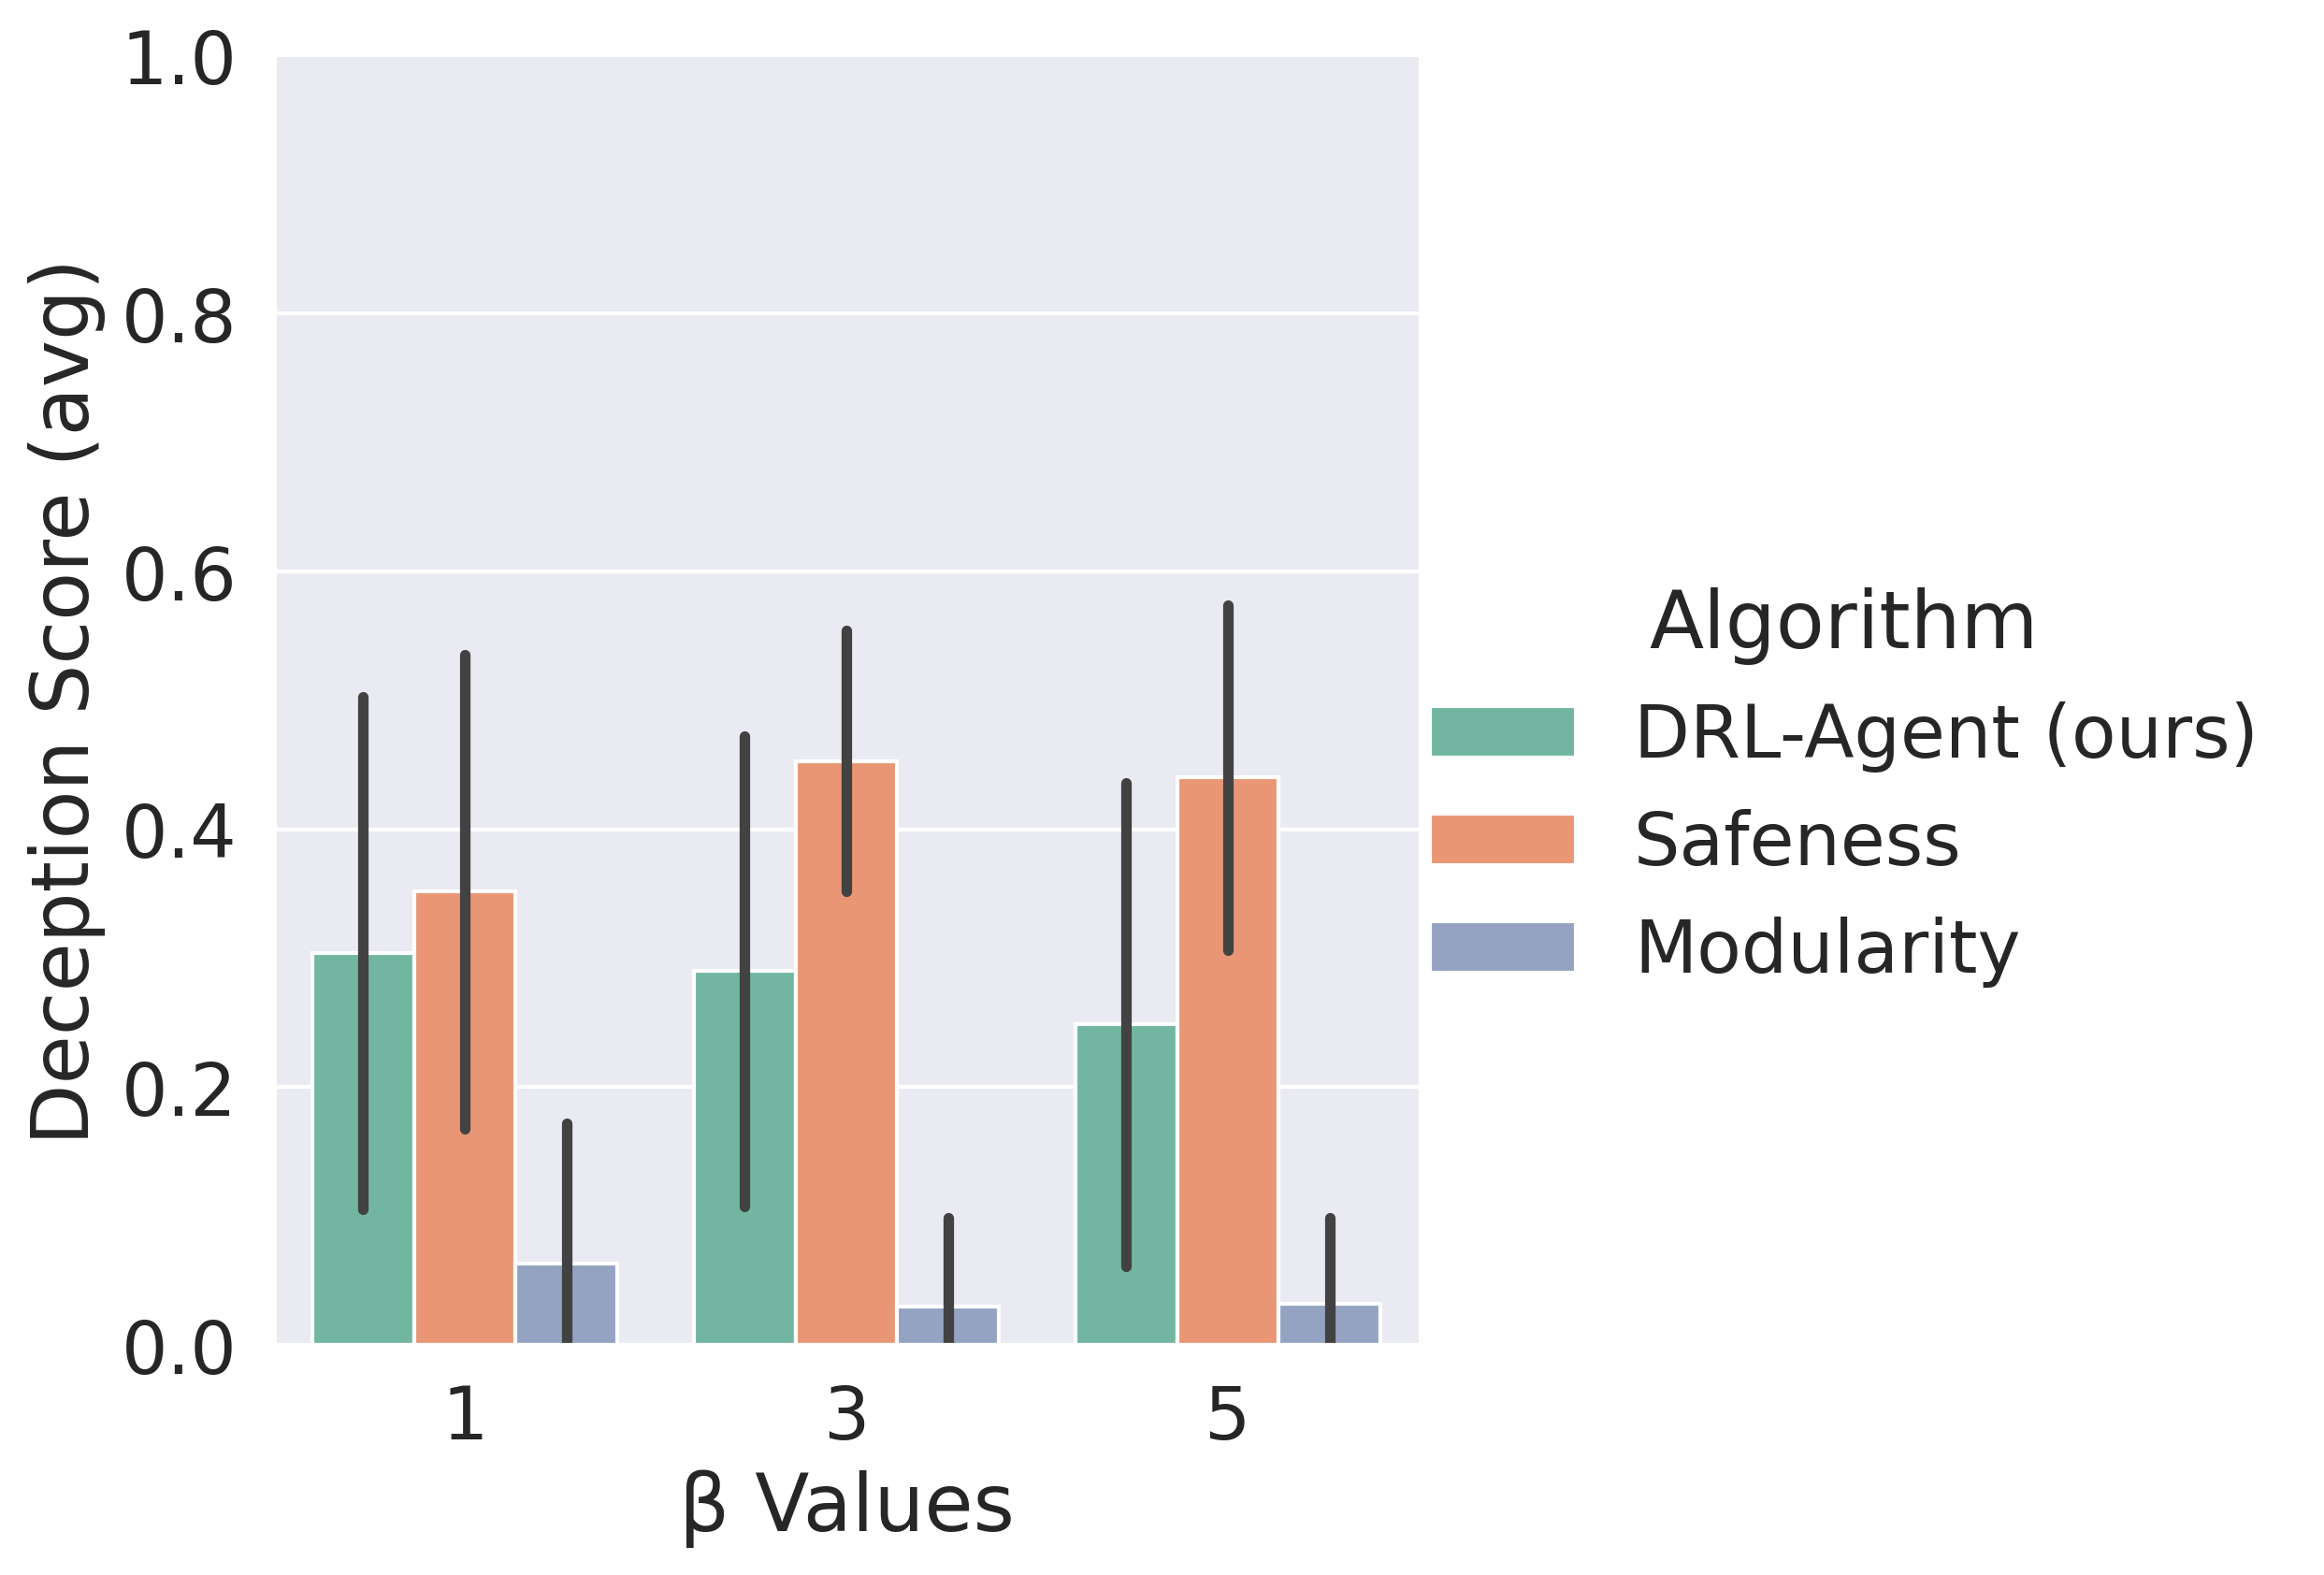 Deception Score (avg)
1.0
0.8
0.6
0.4
0.2
0.0
1 3 5
β Values
Algorithm
DRL-Agent (ours)
Safeness
Modularity